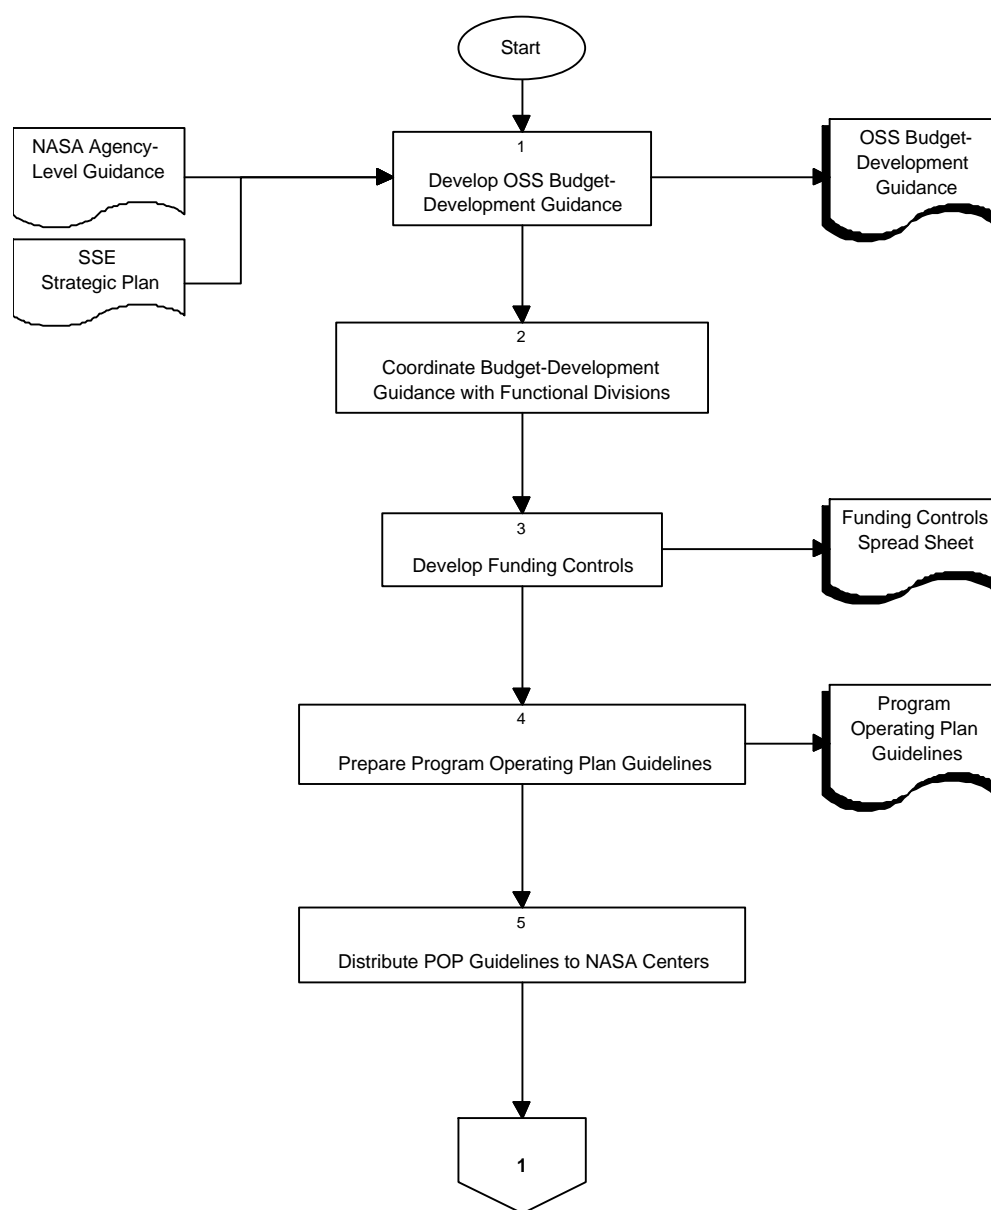 Start
NASA Agency-
Level Guidance
1
Develop OSS Budget-
Development Guidance
OSS Budget-
Development
Guidance
SSE
Strategic Plan
2
Coordinate Budget-Development
Guidance with Functional Divisions
3
Develop Funding Controls
Funding Controls
Spread Sheet
4
Prepare Program Operating Plan Guidelines
Program
Operating Plan
Guidelines
5
Distribute POP Guidelines to NASA Centers
1